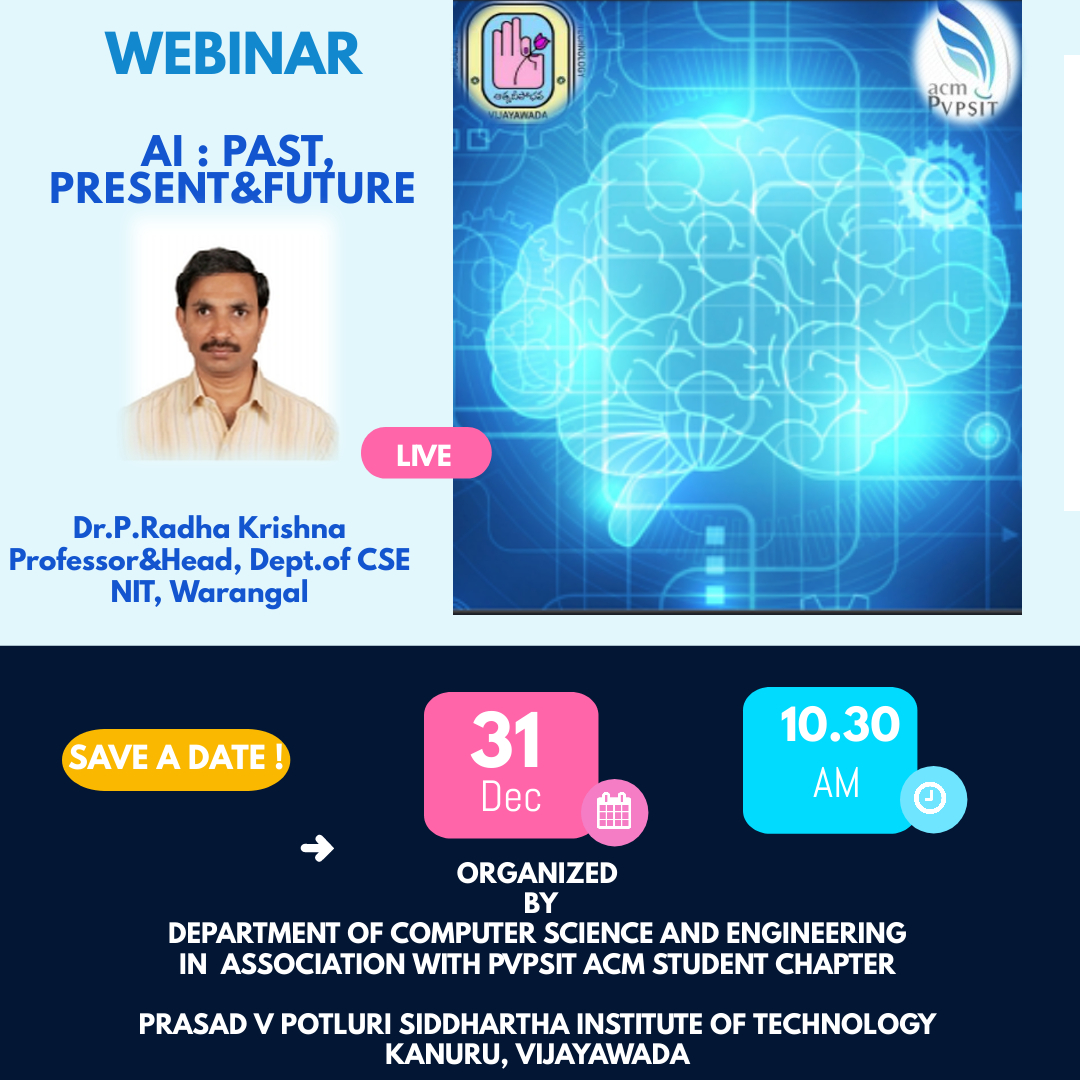 WEBINAR
AI : PAST,
PRESENT&FUTURE
TECHNOLOGY
VIJAYAWADA
acm
PVPSIT
LIVE
Dr.P.Radha Krishna
Professor&Head, Dept.of CSE
NIT, Warangal
SAVE A DATE !
31
Dec
10.30
AM
ORGANIZED
BY
DEPARTMENT OF COMPUTER SCIENCE AND ENGINEERING
IN ASSOCIATION WITH PVPSIT ACM STUDENT CHAPTER
PRASAD V POTLURI SIDDHARTHA INSTITUTE OF TECHNOLOGY
KANURU, VIJAYAWADA